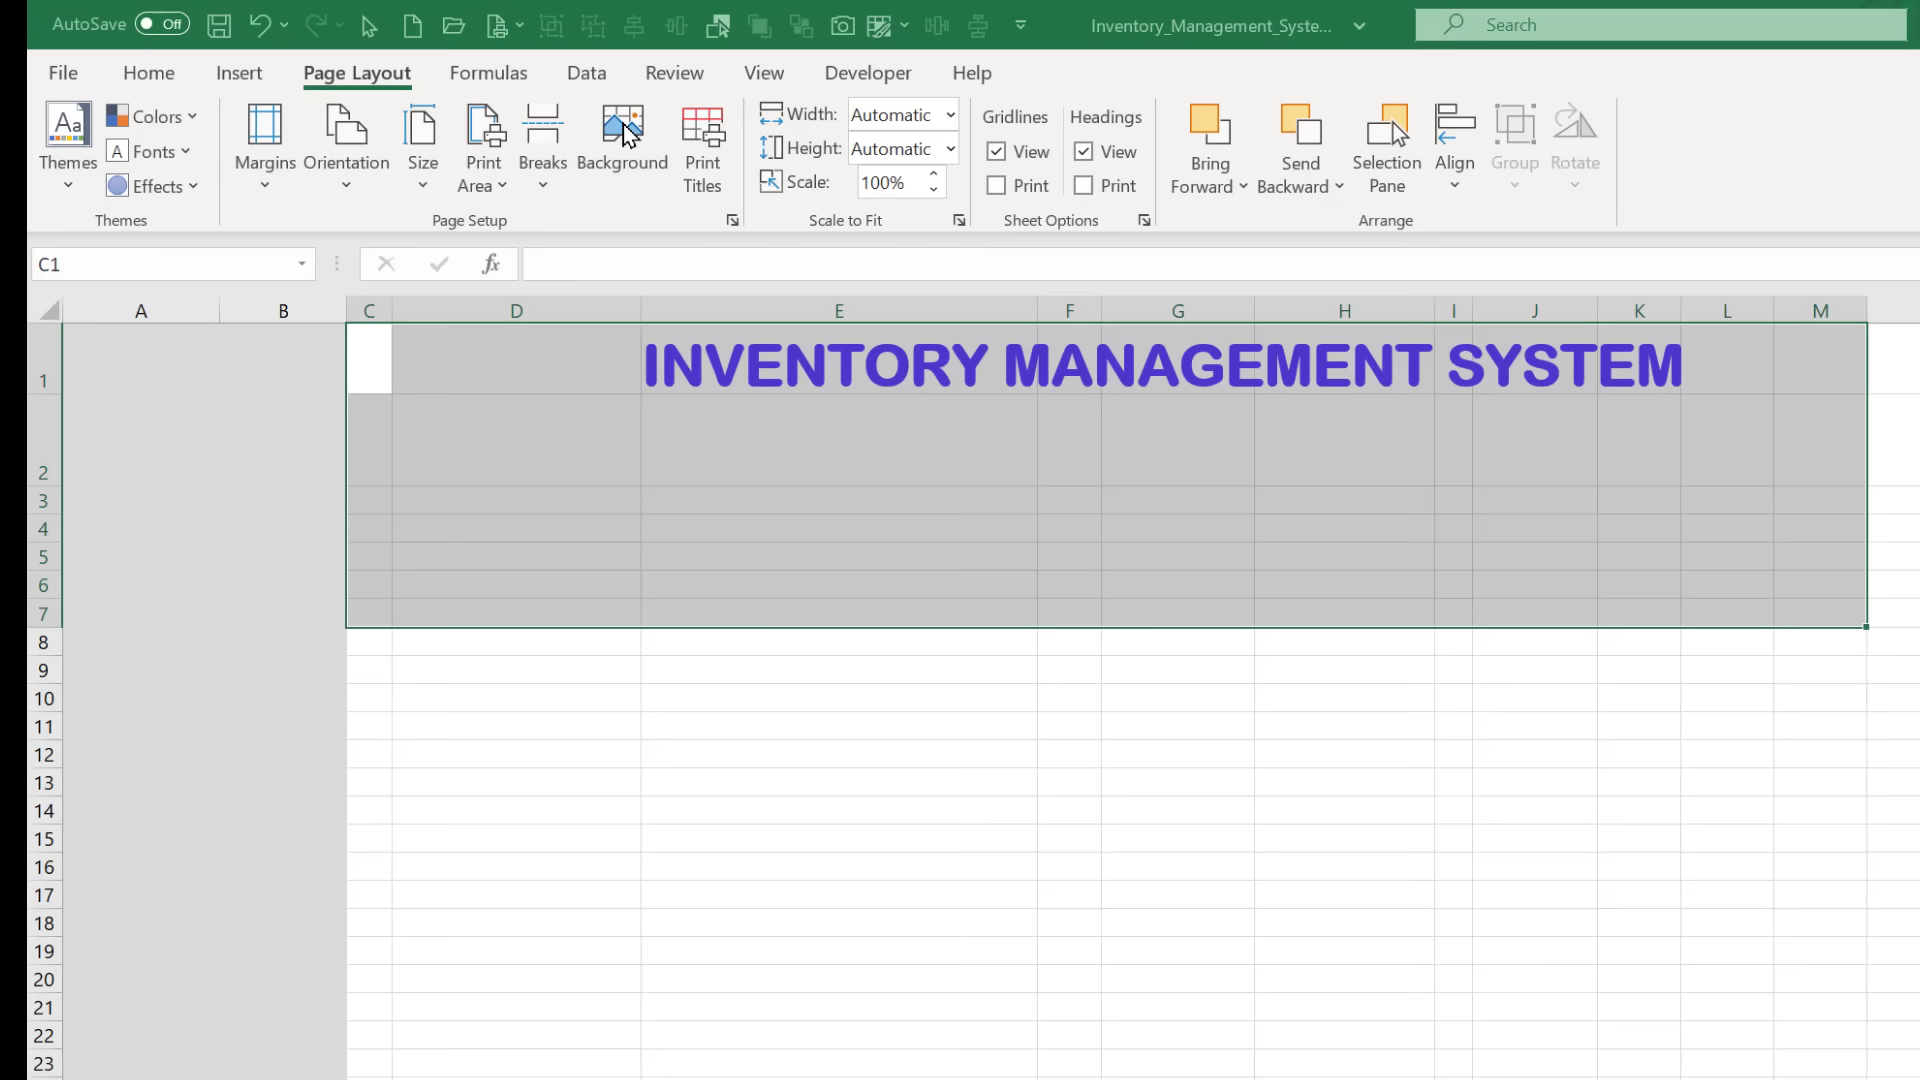 AutoSave Off Inventory_Management_Syste... Search
File Home Insert Page Layout Formulas Data Review View Developer Help
Aa Themes Colors Fonts Effects Themes
Margins Orientation Size Print Area Breaks Background Print Titles Page Setup
Width: Automatic
Height: Automatic
Scale: 100%
Scale to Fit
Gridlines Headings
View View
Print Print
Sheet Options
Bring Forward Send Backward Selection Pane Align Group Rotate
Arrange
C1 fx
A B C D E F G H I J K L M
1 INVENTORY MANAGEMENT SYSTEM
2
3
4
5
6
7
8
9
10
11
12
13
14
15
16
17
18
19
20
21
22
23